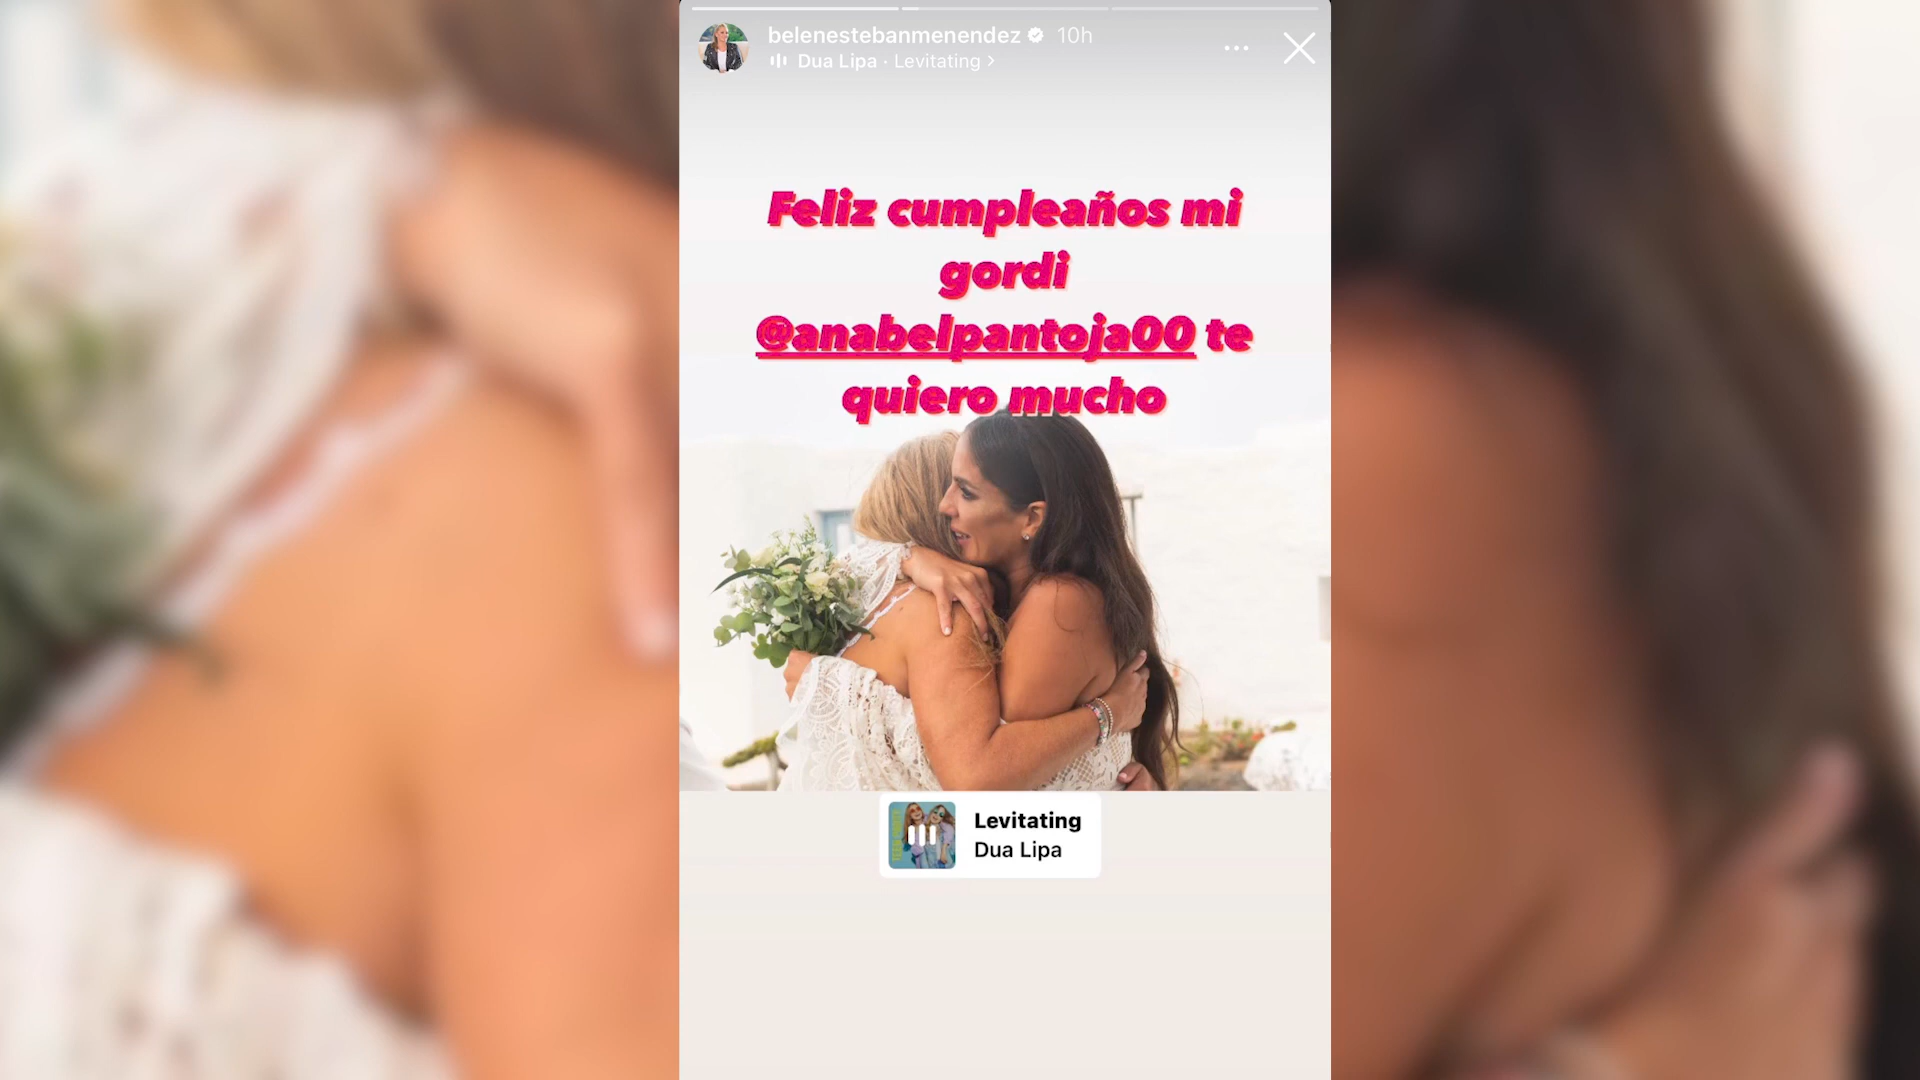 belenestebanmenendez 10h
Dua Lipa · Levitating
Feliz cumpleaños mi
gordi
@anabelpantoja00 te
quiero mucho
Levitating
Dua Lipa